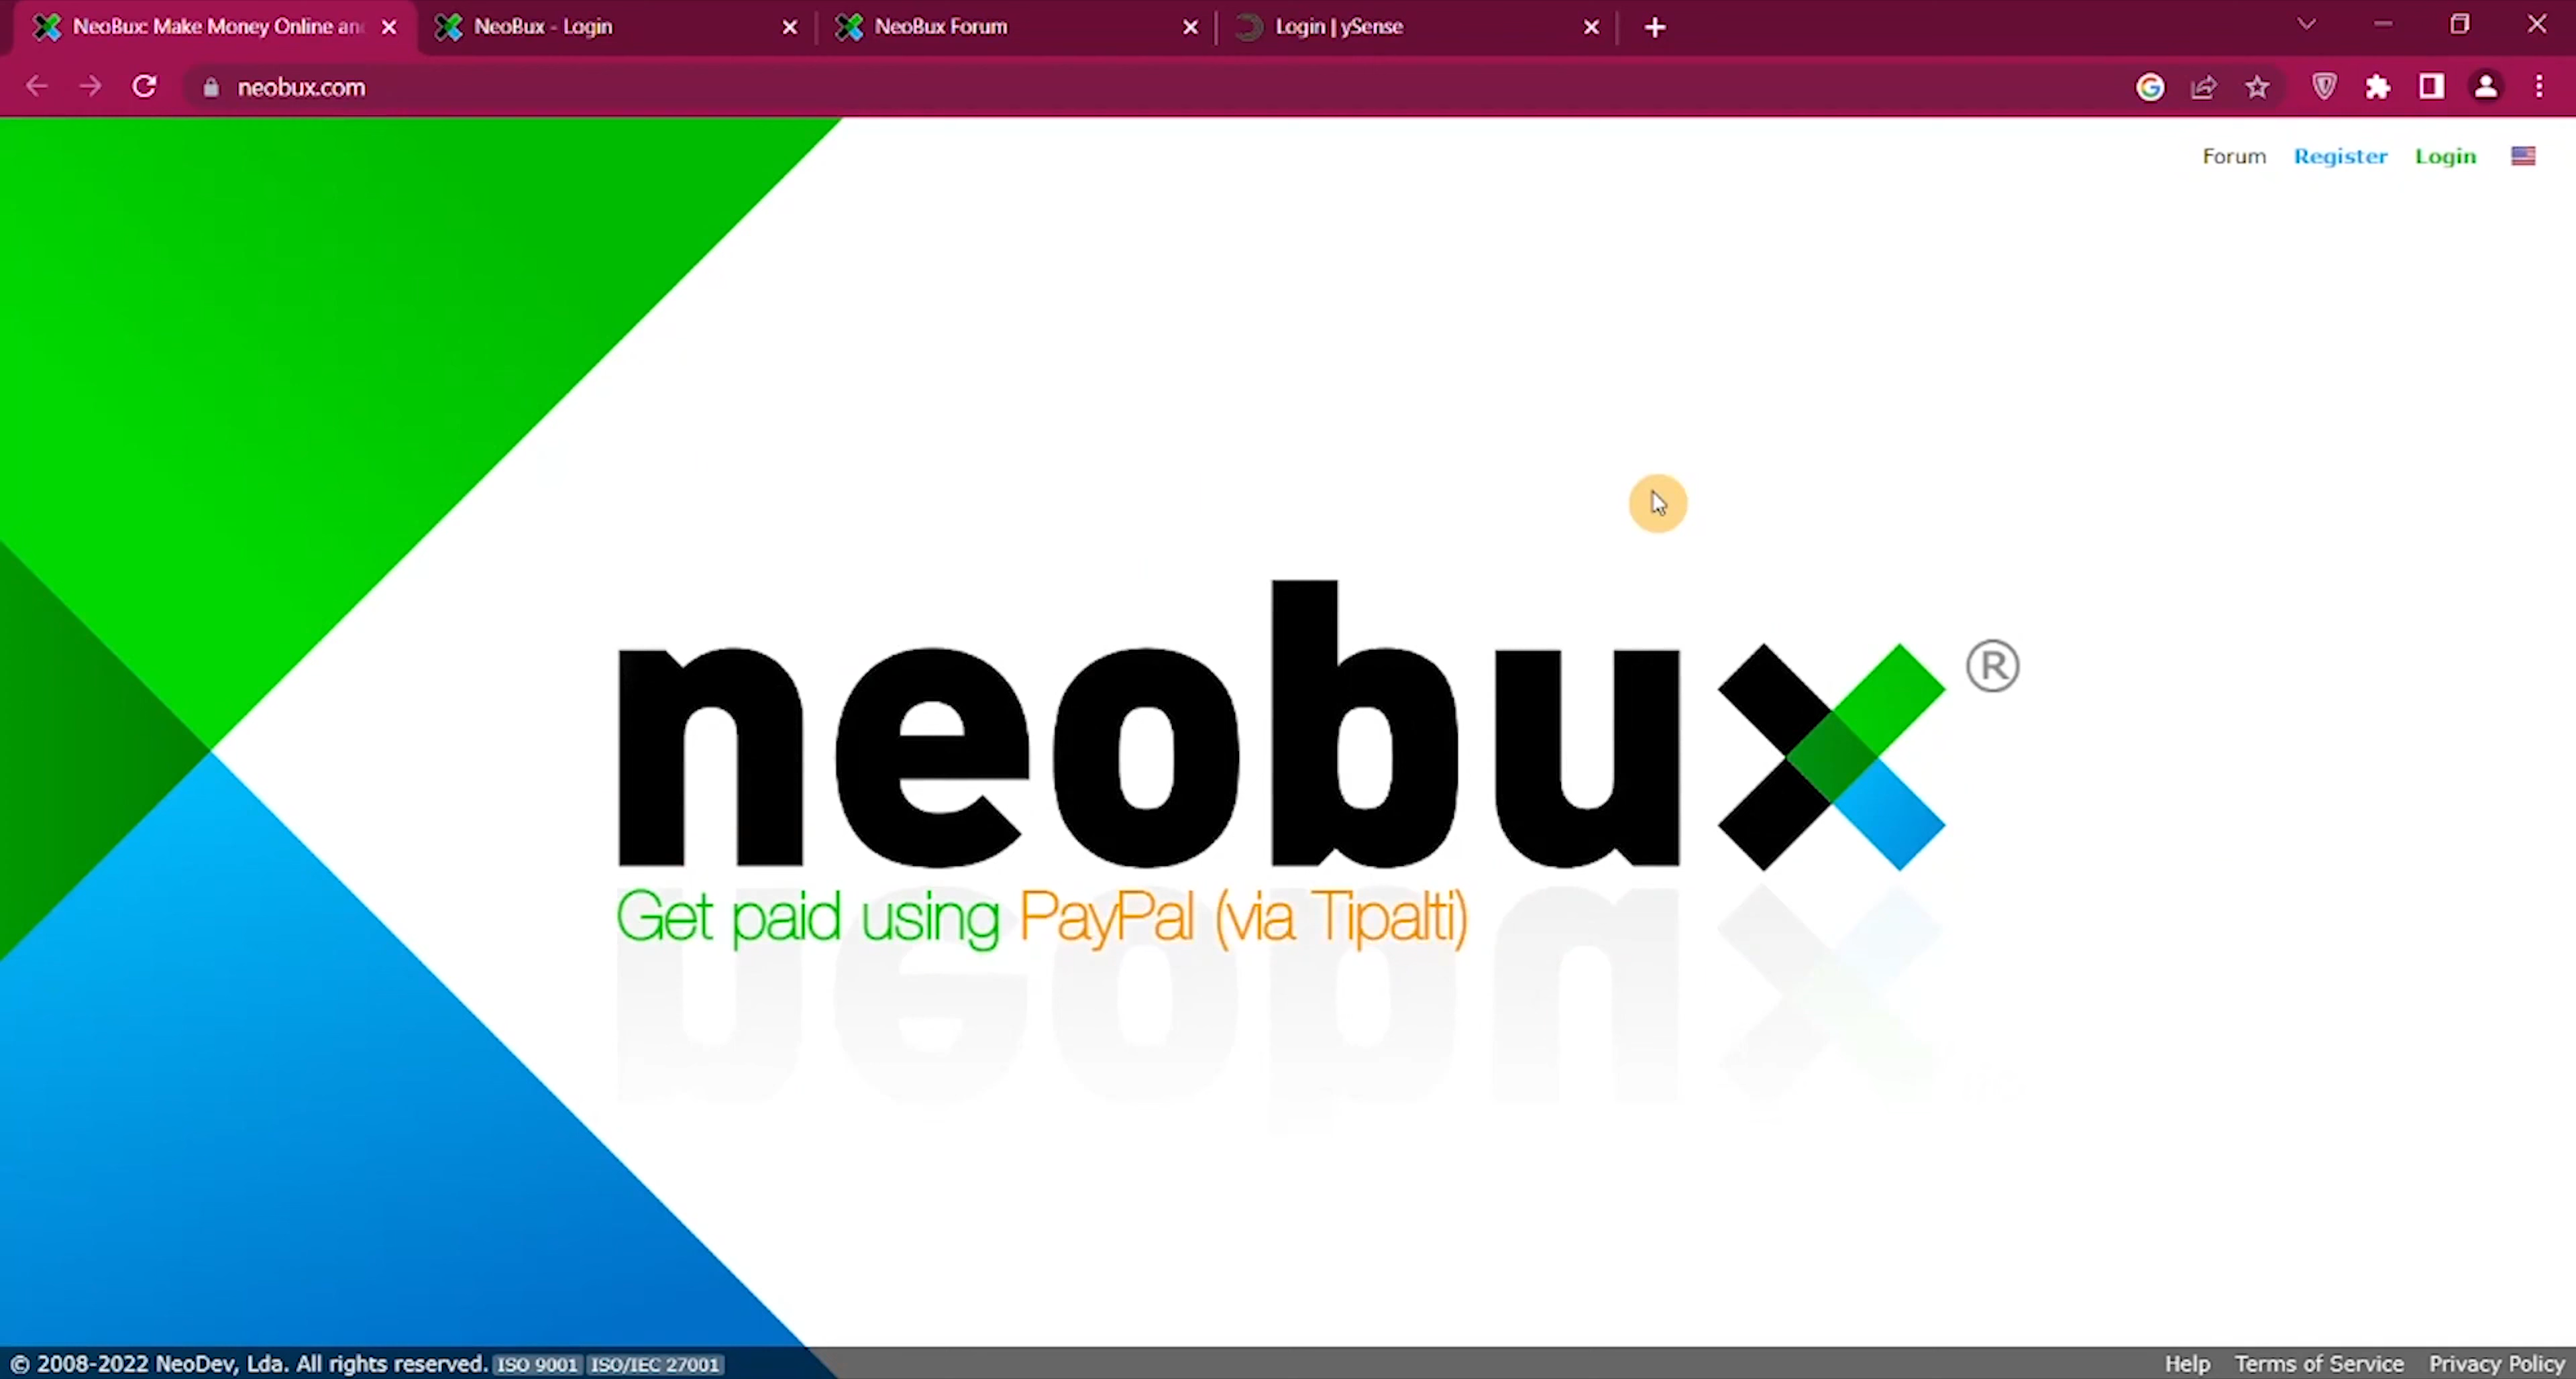 NeoBux: Make Money Online an
NeoBux - Login
NeoBux Forum
Login | ySense
neobux.com
Forum Register Login
neobux®
Get paid using PayPal (via Tipalti)
© 2008-2022 NeoDev, Lda. All rights reserved. ISO 9001 ISO/IEC 27001
Help Terms of Service Privacy Policy